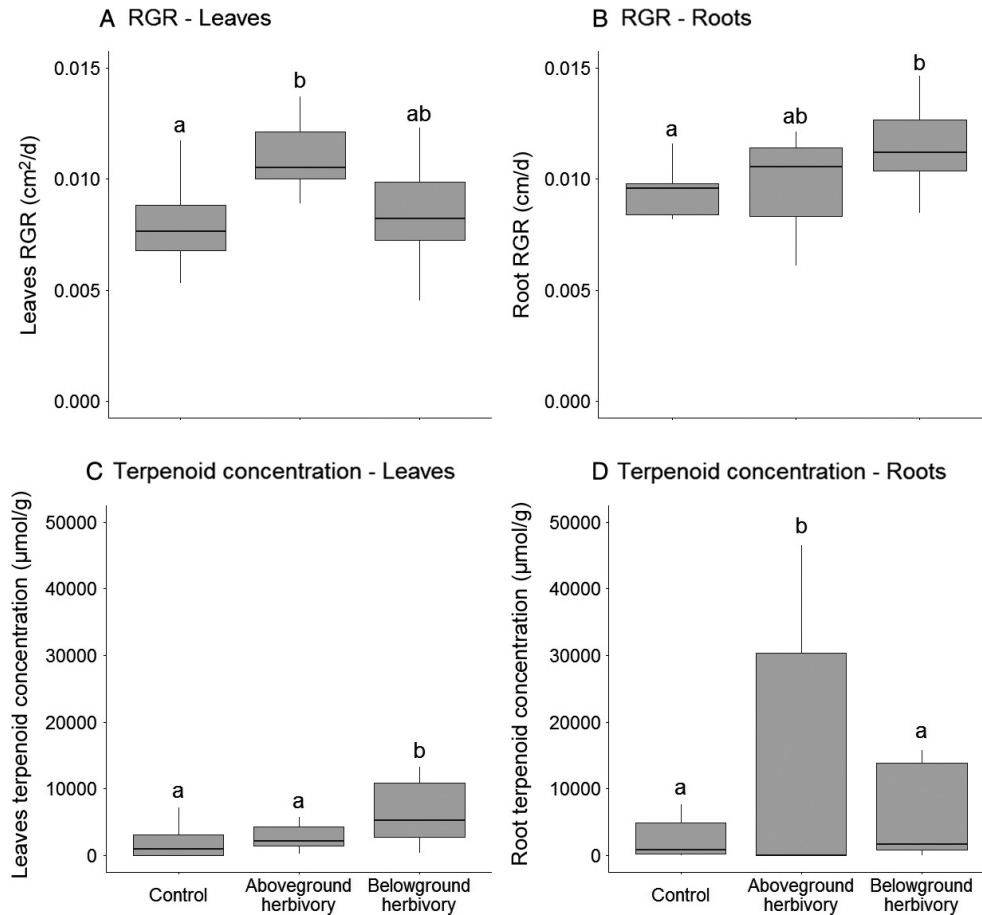 A RGR - Leaves
Leaves RGR (cm²/d)
0.015
0.010
0.005
0.000
a
b
ab
B RGR - Roots
Root RGR (cm/d)
0.015
0.010
0.005
0.000
a
ab
b
C Terpenoid concentration - Leaves
Leaves terpenoid concentration (µmol/g)
50000
40000
30000
20000
10000
0
a
a
b
Control
Aboveground
herbivory
Belowground
herbivory
D Terpenoid concentration - Roots
Root terpenoid concentration (µmol/g)
50000
40000
30000
20000
10000
0
a
b
a
Control
Aboveground
herbivory
Belowground
herbivory